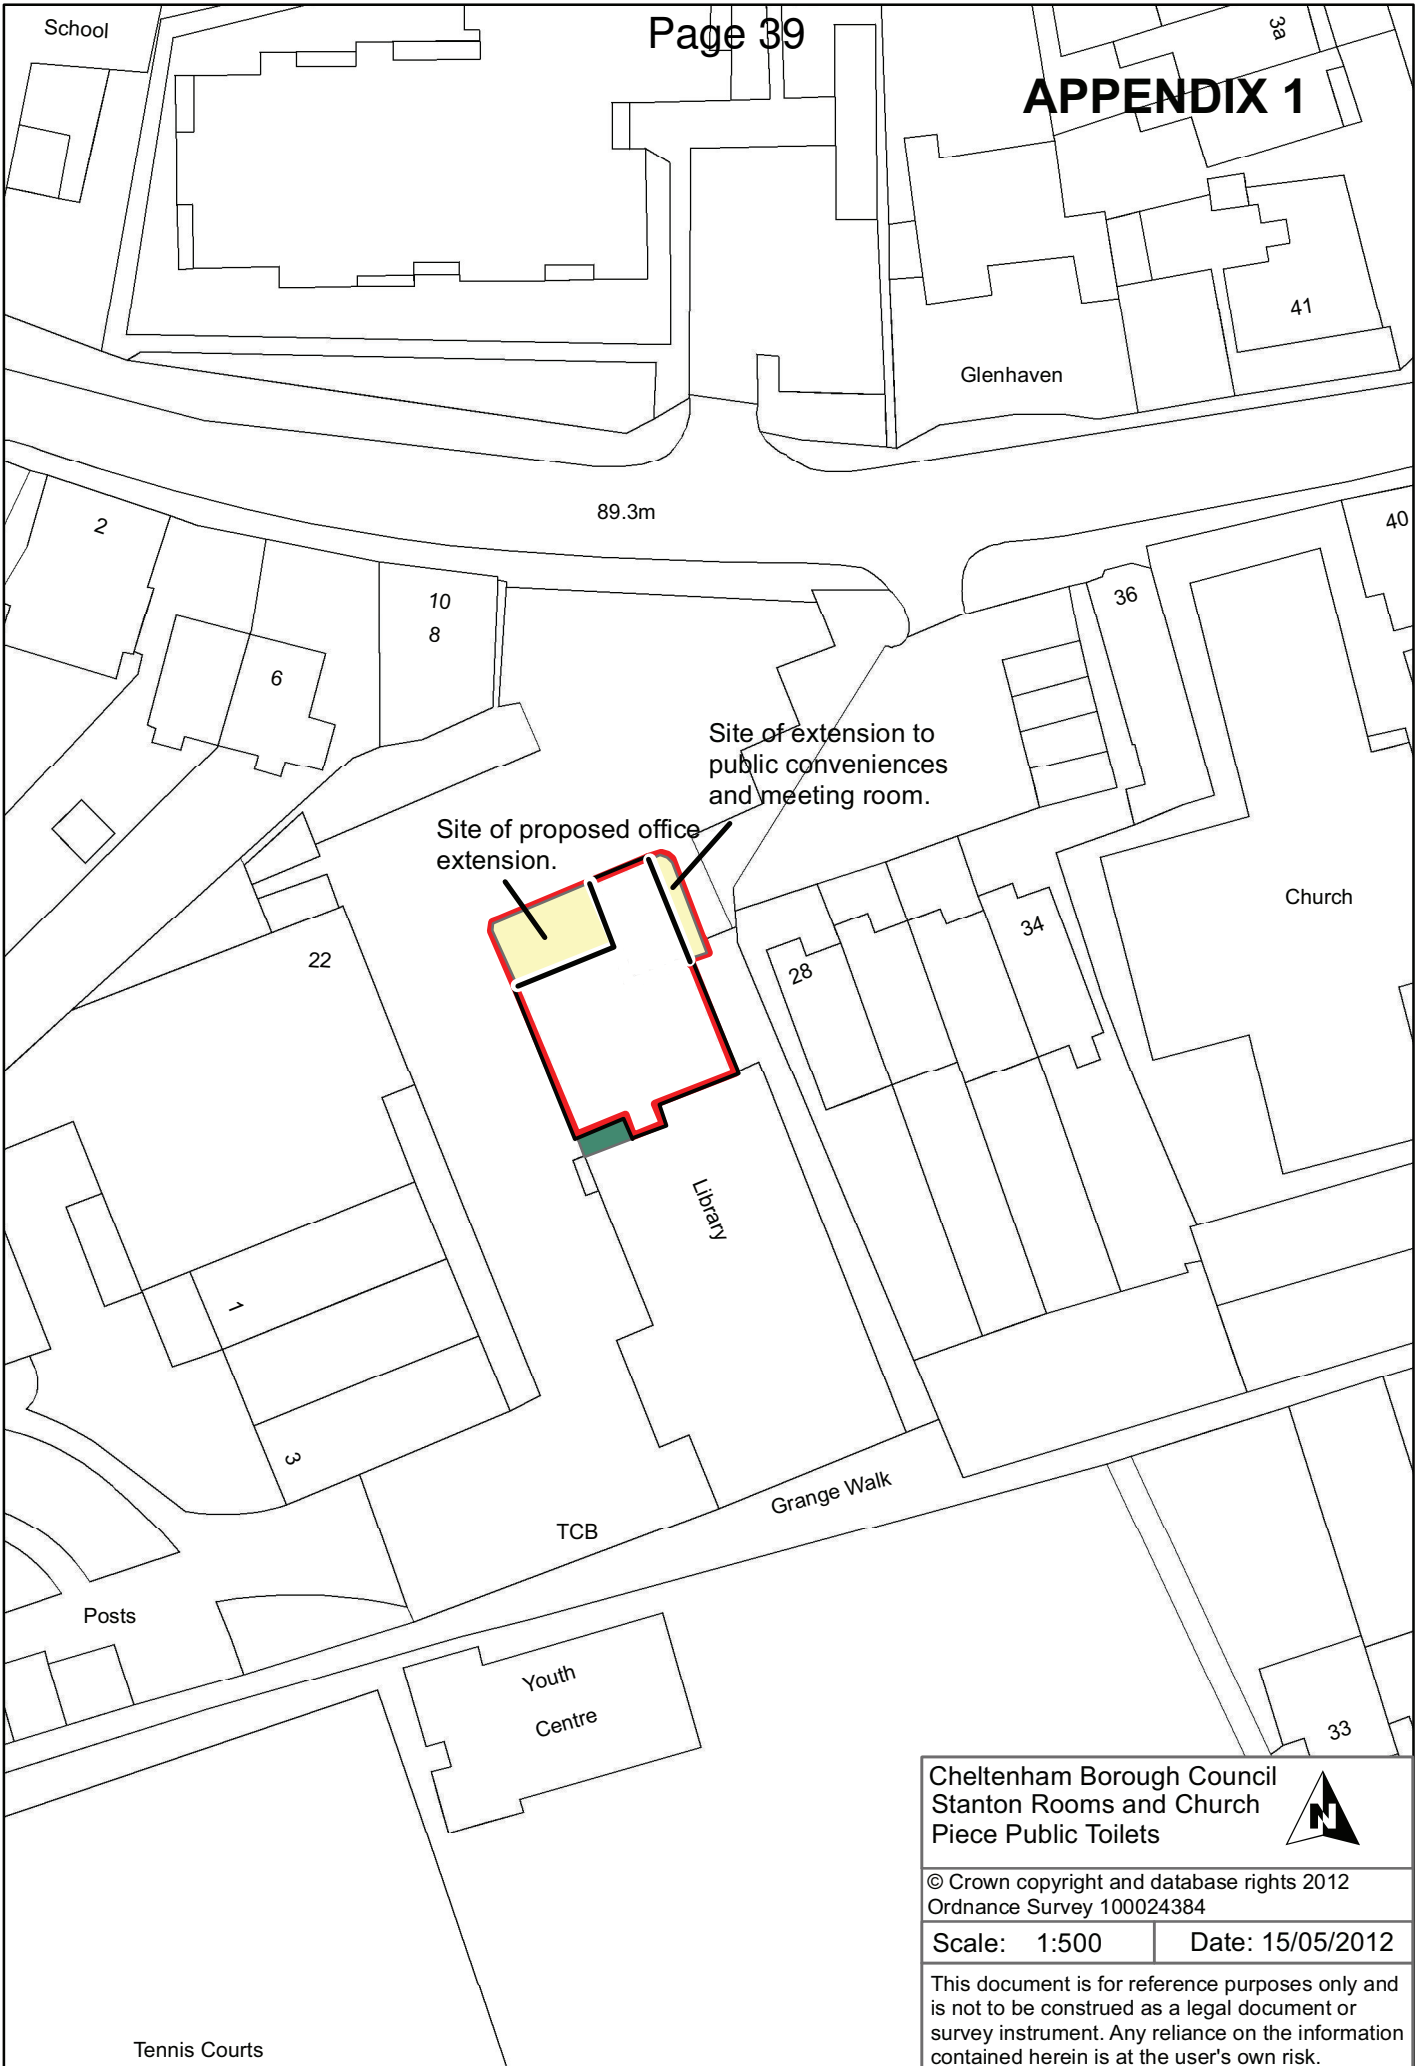 Page 39
School
3a
APPENDIX 1
41
Glenhaven
89.3m
2
40
10
8
36
6
Site of extension to
public conveniences
and meeting room.
Site of proposed office
extension.
Church
34
22
28
Library
1
3
Grange Walk
TCB
Posts
Youth
Centre
33
Cheltenham Borough Council
Stanton Rooms and Church
Piece Public Toilets
N
© Crown copyright and database rights 2012
Ordnance Survey 100024384
Scale: 1:500
Date: 15/05/2012
This document is for reference purposes only and
is not to be construed as a legal document or
survey instrument. Any reliance on the information
contained herein is at the user's own risk.
Tennis Courts